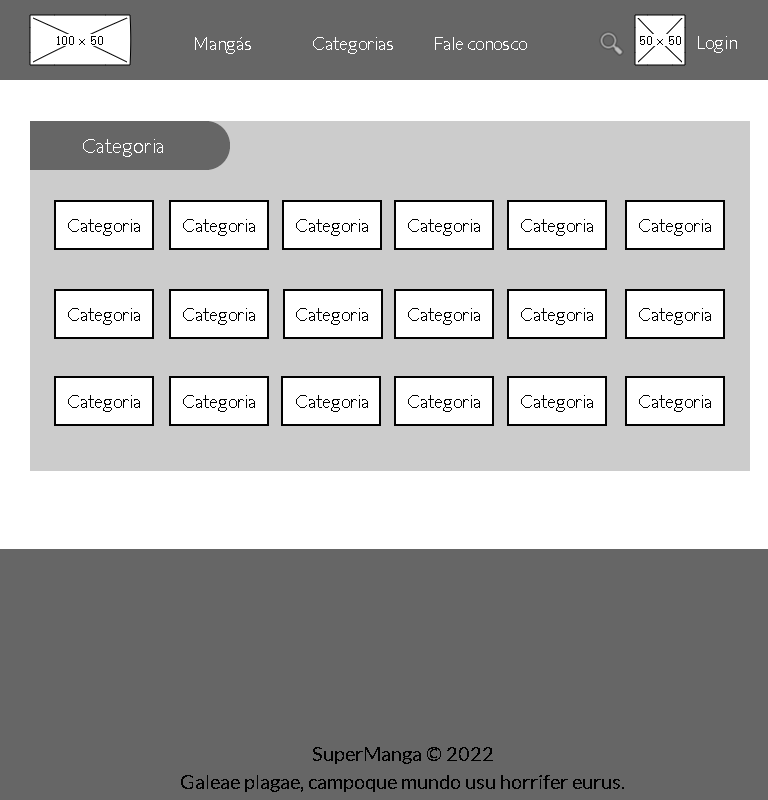 100 x 50 Mangás Categorias Fale conosco 50 x 50 Login
Categoria
Categoria Categoria Categoria Categoria Categoria Categoria
Categoria Categoria Categoria Categoria Categoria Categoria
Categoria Categoria Categoria Categoria Categoria Categoria
SuperManga © 2022
Galeae plagae, campoque mundo usu horrifer eurus.